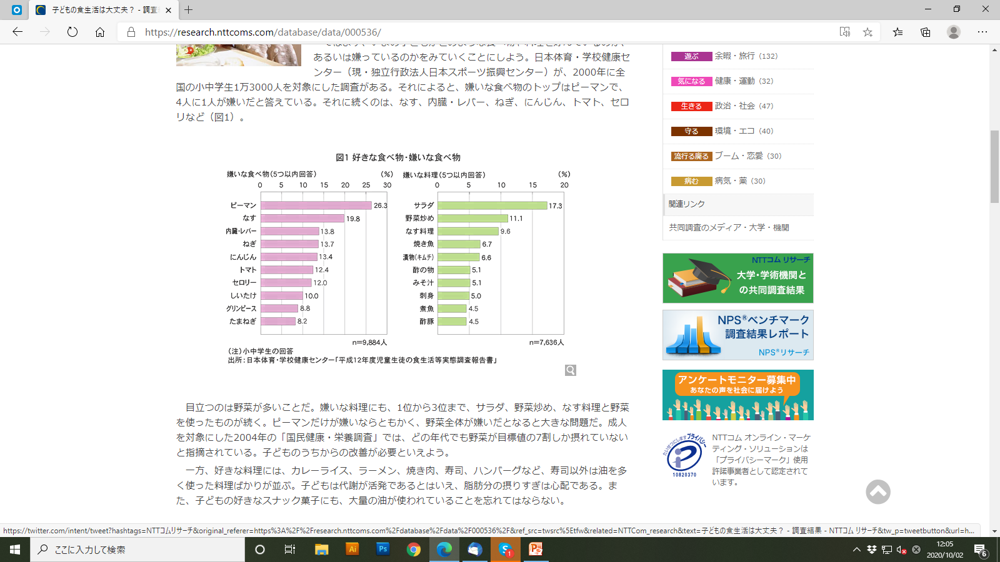 子どもの食生活は大丈夫？ - 調査
https://research.nttcoms.com/database/data/000536/
あるいは嫌っているのかをみていくことにしよう。日本体育・学校健康セ
ンター（現・独立行政法人日本スポーツ振興センター）が、2000年に全
国の小中学生1万3000人を対象にした調査がある。それによると、嫌いな食べ物のトップはピーマンで、
4人に1人が嫌いだと答えている。それに続くのは、なす、内臓・レバー、ねぎ、にんじん、トマト、セロ
リなど（図1）。
図1 好きな食べ物・嫌いな食べ物
嫌いな食べ物（5つ以内回答） （%）
0 5 10 15 20 25 30
ピーマン 26.3
なす 19.8
内臓・レバー 13.8
ねぎ 13.7
にんじん 13.4
トマト 12.4
セロリー 12.0
しいたけ 10.0
グリンピース 8.8
たまねぎ 8.2
n=9,884人
嫌いな料理（5つ以内回答） （%）
0 5 10 15 20
サラダ 17.3
野菜炒め 11.1
なす料理 9.6
焼き魚 6.7
漬物（キムチ） 6.6
酢の物 5.1
みそ汁 5.1
刺身 5.0
煮魚 4.5
酢豚 4.5
n=7,636人
（注）小中学生の回答
出所：日本体育・学校健康センター「平成12年度児童生徒の食生活等実態調査報告書」
目立つのは野菜が多いことだ。嫌いな料理にも、1位から3位まで、サラダ、野菜炒め、なす料理と野菜
を使ったものが続く。ピーマンだけが嫌いならともかく、野菜全体が嫌いだとなると大きな問題だ。成人
を対象にした2004年の「国民健康・栄養調査」では、どの年代でも野菜が目標値の7割しか摂れていない
と指摘されている。子どものうちからの改善が必要といえよう。
一方、好きな料理には、カレーライス、ラーメン、焼き肉、寿司、ハンバーグなど、寿司以外は油を多
く使った料理ばかりが並ぶ。子どもは代謝が活発であるとはいえ、脂肪分の摂りすぎは心配である。ま
た、子どもの好きなスナック菓子にも、大量の油が使われていることを忘れてはならない。
遊ぶ 余暇・旅行（132）
気になる 健康・運動（32）
生きる 政治・社会（47）
守る 環境・エコ（40）
流行る廃る ブーム・恋愛（30）
病む 病気・薬（30）
関連リンク
共同調査のメディア・大学・機関
NTTコム リサーチ
大学・学術機関と
の共同調査結果
NPS®ベンチマーク
調査結果レポート
NPS®リサーチ
アンケートモニター募集中
あなたの声を社会に届けよう
たいせつにしますプライバシー
10820370
NTTコム オンライン・マーケ
ティング・ソリューションは
「プライバシーマーク」使用
許諾事業者として認定されて
います。
https://twitter.com/intent/tweet?hashtags=NTTコムリサーチ&original_referer=https%3A%2F%2Fresearch.nttcoms.com%2Fdatabase%2Fdata%2F000536%2F&ref_src=twsrc%5Etfw&related=NTTCom_research&text=子どもの食生活は大丈夫？ - 調査結果 - NTTコム リサーチ&tw_p=tweetbutton&url=h...
ここに入力して検索
Ai
Ps
S
1
P
12:05
2020/10/02
6